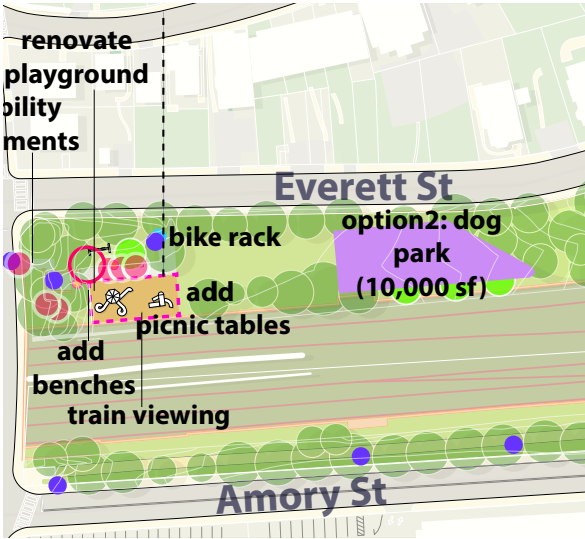 renovate
playground
bility
ments
Everett St
option2: dog
park
(10,000 sf)
bike rack
add
picnic tables
add
benches
train viewing
Amory St